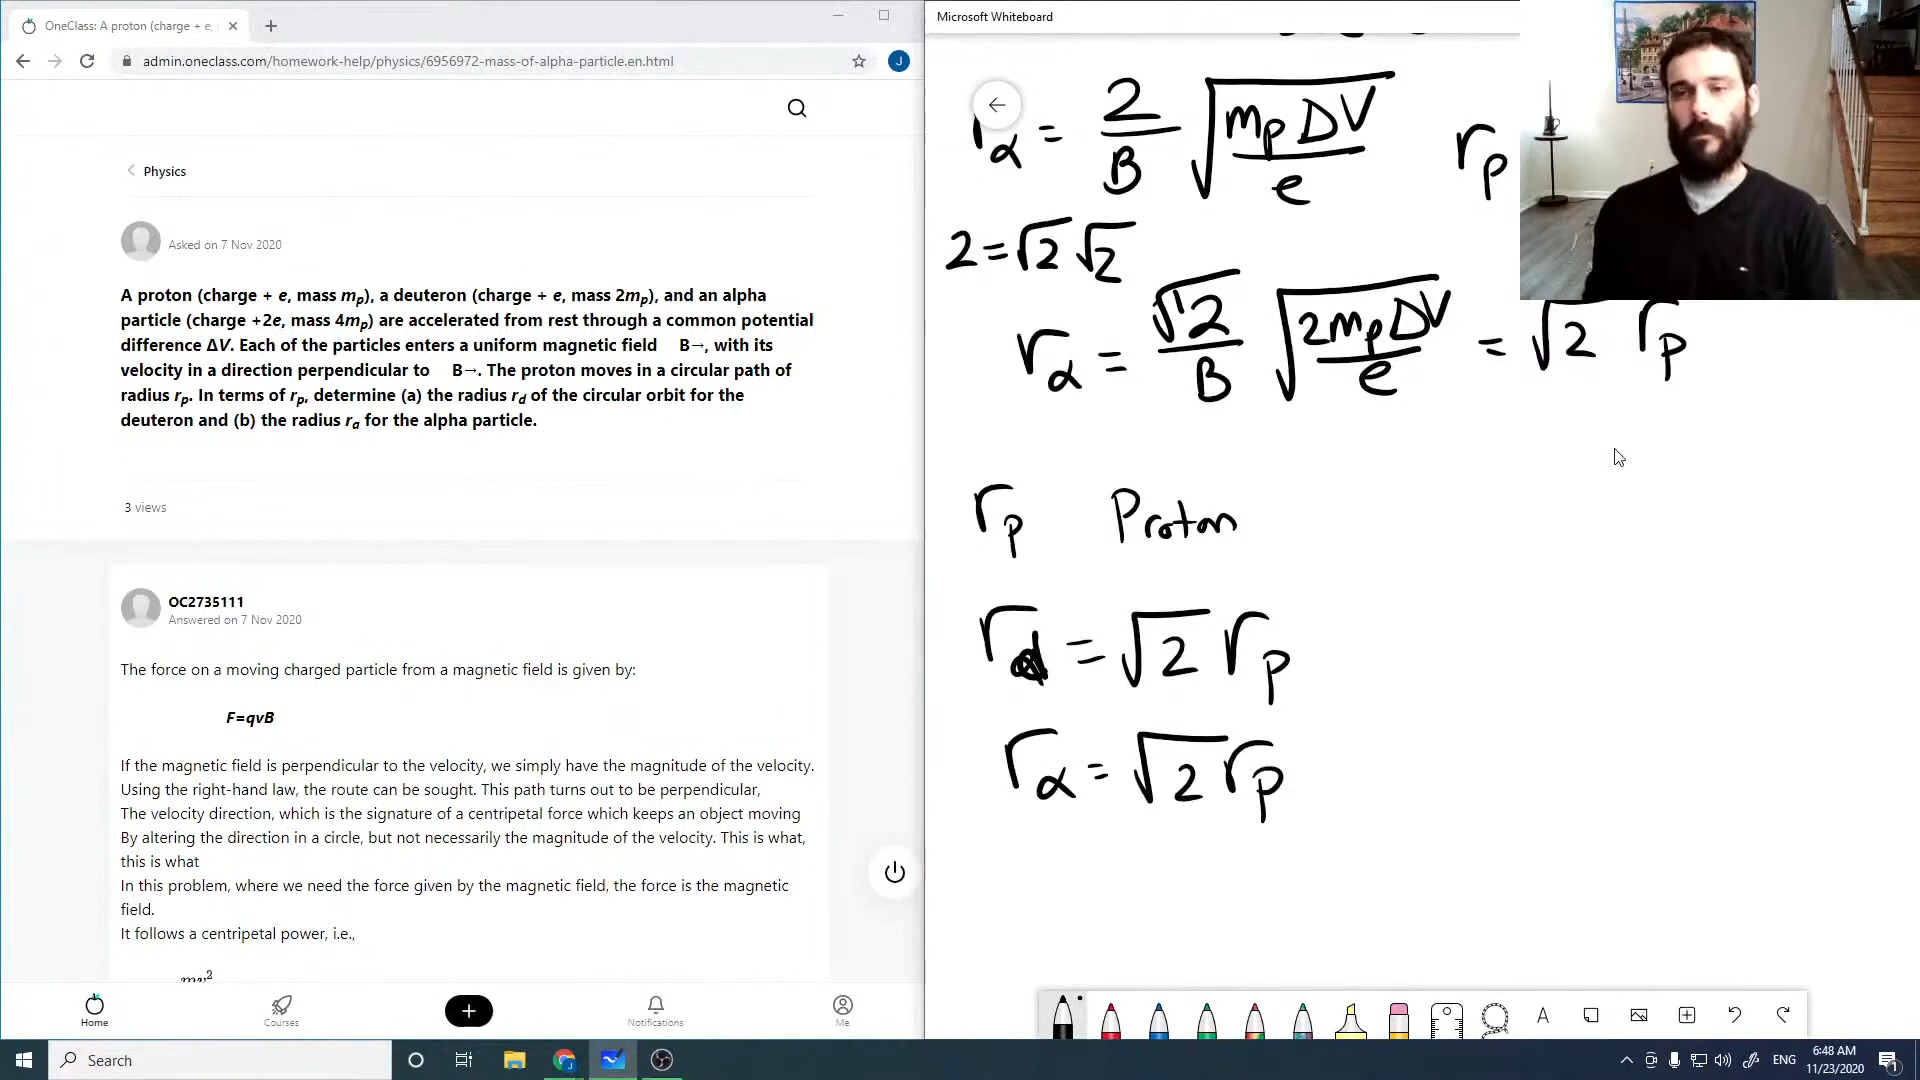 OneClass: A proton (charge + e,
admin.oneclass.com/homework-help/physics/6956972-mass-of-alpha-particle.en.html
J
Physics
Asked on 7 Nov 2020
A proton (charge + e, mass mₚ), a deuteron (charge + e, mass 2mₚ), and an alpha
particle (charge +2e, mass 4mₚ) are accelerated from rest through a common potential
difference ΔV. Each of the particles enters a uniform magnetic field B→, with its
velocity in a direction perpendicular to B→. The proton moves in a circular path of
radius rₚ. In terms of rₚ, determine (a) the radius r_d of the circular orbit for the
deuteron and (b) the radius rₐ for the alpha particle.
3 views
OC2735111
Answered on 7 Nov 2020
The force on a moving charged particle from a magnetic field is given by:
F=qvB
If the magnetic field is perpendicular to the velocity, we simply have the magnitude of the velocity.
Using the right-hand law, the route can be sought. This path turns out to be perpendicular,
The velocity direction, which is the signature of a centripetal force which keeps an object moving
By altering the direction in a circle, but not necessarily the magnitude of the velocity. This is what,
this is what
In this problem, where we need the force given by the magnetic field, the force is the magnetic
field.
It follows a centripetal power, i.e.,
mv²
Home
Courses
Notifications
Me
Microsoft Whiteboard
r_α = 2/B √(mₚΔV/e) rₚ
2=√2 √2
r_α = √2/B √(2mₚΔV/e) = √2 rₚ
rₚ Proton
r_d = √2 rₚ
r_α = √2 rₚ
A
Search
ENG
6:48 AM
11/23/2020
1